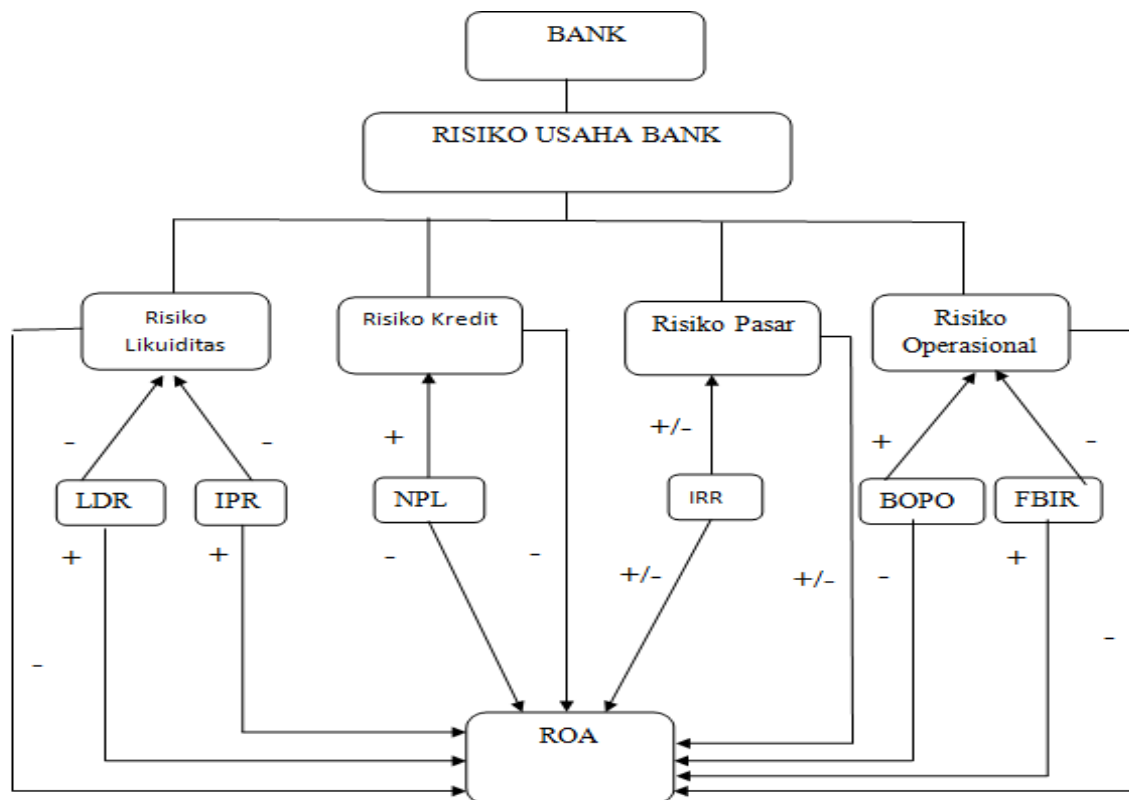 BANK
RISIKO USAHA BANK
Risiko
Likuiditas
Risiko Kredit
Risiko Pasar
Risiko
Operasional
-
-
+
+/-
+
-
LDR
IPR
NPL
IRR
BOPO
FBIR
+
+
-
-
+/-
+/-
-
+
-
-
ROA